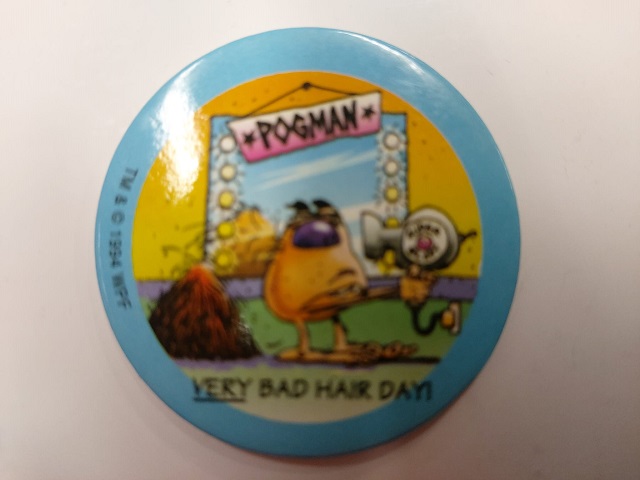 ★POGMAN★
VERY BAD HAIR DAY!
TM & © 1994 WPF